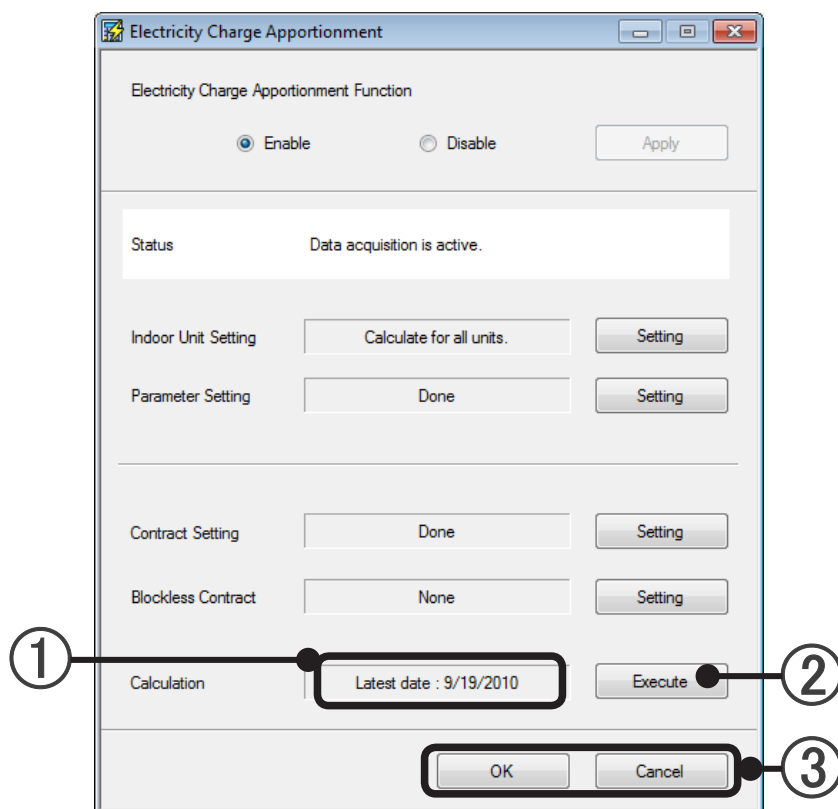 Electricity Charge Apportionment
Electricity Charge Apportionment Function
Enable Disable Apply
Status Data acquisition is active.
Indoor Unit Setting Calculate for all units. Setting
Parameter Setting Done Setting
Contract Setting Done Setting
Blockless Contract None Setting
① Calculation Latest date : 9/19/2010 Execute ②
OK Cancel ③